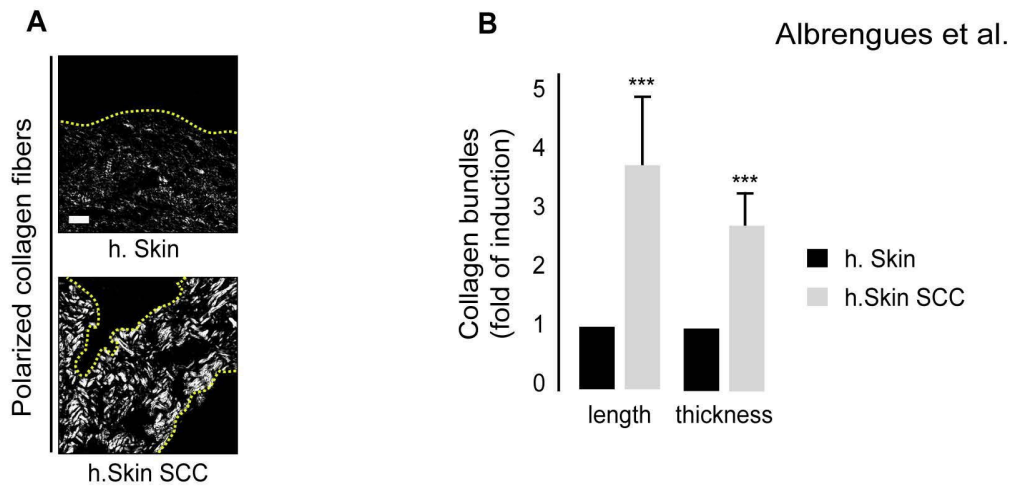 A
Polarized collagen fibers
h. Skin
h.Skin SCC
B
Albrengues et al.
Collagen bundles
(fold of induction)
5
4
3
2
1
0
***
***
length
thickness
h. Skin
h.Skin SCC